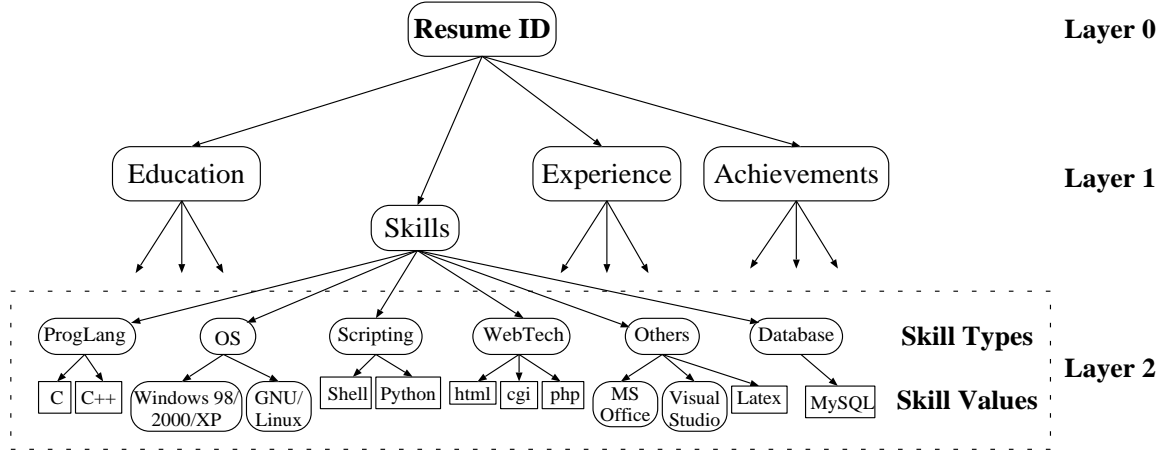 Resume ID
Layer 0
Education
Experience
Achievements
Layer 1
Skills
ProgLang
OS
Scripting
WebTech
Others
Database
Skill Types
Layer 2
C
C++
Windows 98/
2000/XP
GNU/
Linux
Shell
Python
html
cgi
php
MS
Office
Visual
Studio
Latex
MySQL
Skill Values